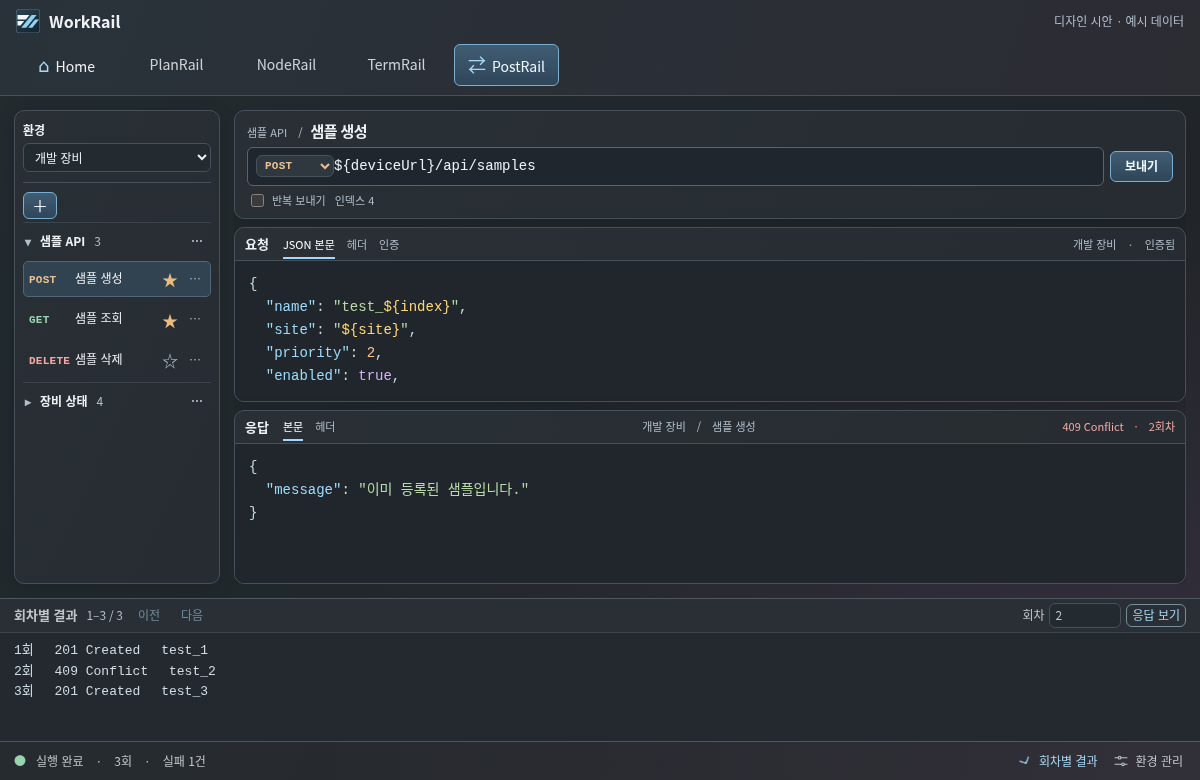 WorkRail
디자인 시안 · 예시 데이터
Home PlanRail NodeRail TermRail PostRail
환경
개발 장비
+
샘플 API 3 ···
POST 샘플 생성 ★ ···
GET 샘플 조회 ★ ···
DELETE 샘플 삭제 ☆ ···
장비 상태 4 ···
샘플 API / 샘플 생성
POST ${deviceUrl}/api/samples 보내기
반복 보내기 인덱스 4
요청 JSON 본문 헤더 인증 개발 장비 · 인증됨
{
"name": "test_${index}",
"site": "${site}",
"priority": 2,
"enabled": true,
응답 본문 헤더 개발 장비 / 샘플 생성 409 Conflict · 2회차
{
"message": "이미 등록된 샘플입니다."
}
회차별 결과 1–3 / 3 이전 다음 회차 2 응답 보기
1회 201 Created test_1
2회 409 Conflict test_2
3회 201 Created test_3
실행 완료 · 3회 · 실패 1건 회차별 결과 환경 관리